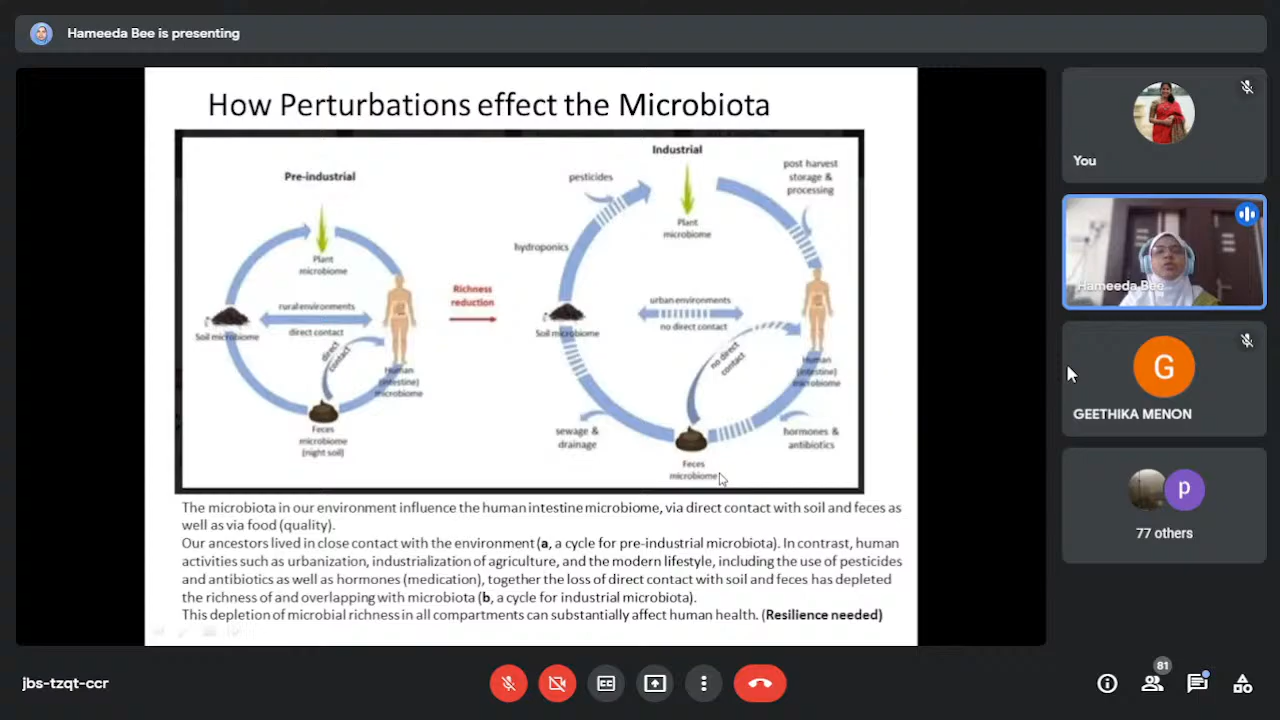 Hameeda Bee is presenting
How Perturbations effect the Microbiota
Pre-industrial
Plant
microbiome
rural environments
direct contact
Soil microbiome
direct
contact
Human
(intestine)
microbiome
Feces
microbiome
(night soil)
Richness
reduction
Industrial
pesticides
post harvest
storage &
processing
Plant
microbiome
hydroponics
urban environments
no direct contact
Soil microbiome
no direct
contact
Human
(intestine)
microbiome
sewage &
drainage
hormones &
antibiotics
Feces
microbiome
The microbiota in our environment influence the human intestine microbiome, via direct contact with soil and feces as
well as via food (quality).
Our ancestors lived in close contact with the environment (a, a cycle for pre-industrial microbiota). In contrast, human
activities such as urbanization, industrialization of agriculture, and the modern lifestyle, including the use of pesticides
and antibiotics as well as hormones (medication), together the loss of direct contact with soil and feces has depleted
the richness of and overlapping with microbiota (b, a cycle for industrial microbiota).
This depletion of microbial richness in all compartments can substantially affect human health. (Resilience needed)
You
Hameeda Bee
G
GEETHIKA MENON
p
77 others
jbs-tzqt-ccr
CC
81